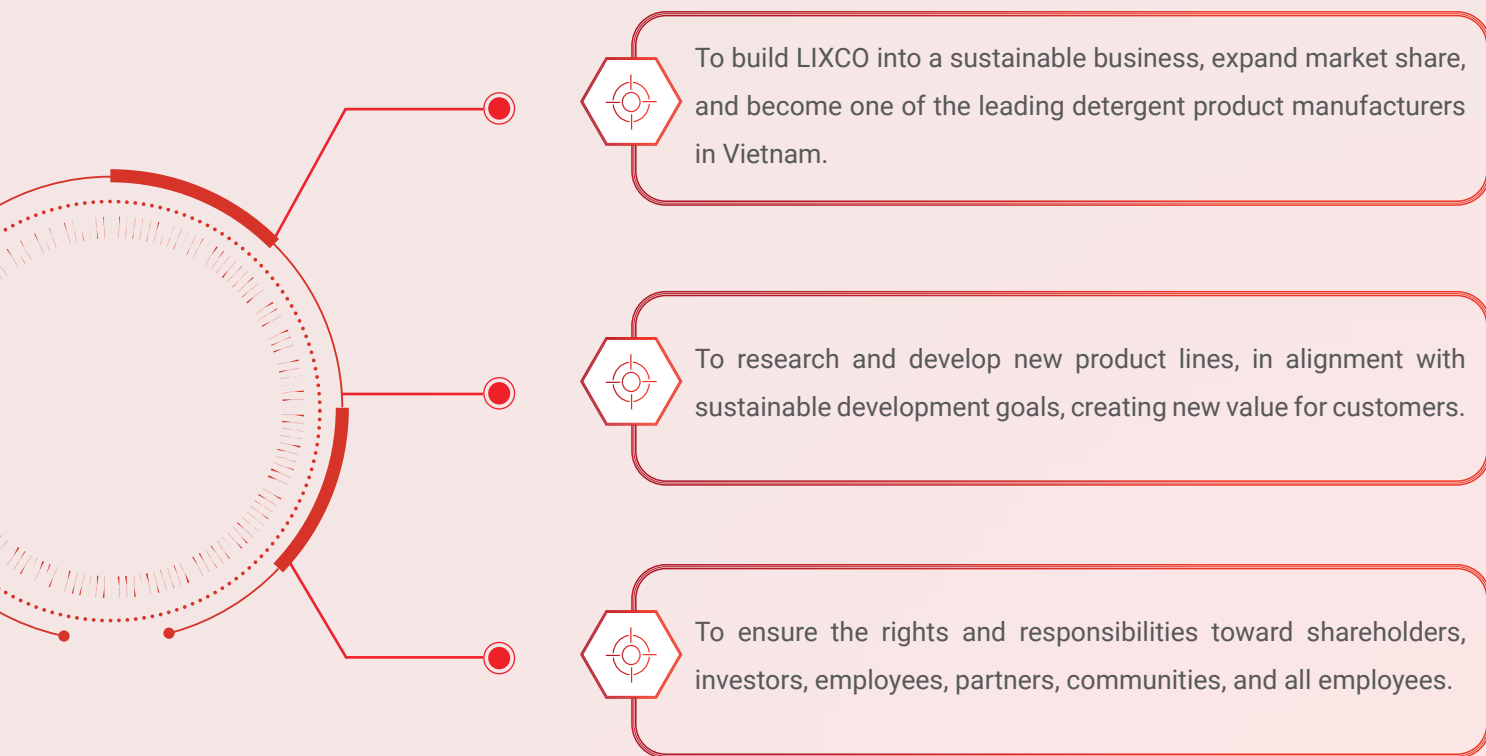 To build LIXCO into a sustainable business, expand market share,
and become one of the leading detergent product manufacturers
in Vietnam.
To research and develop new product lines, in alignment with
sustainable development goals, creating new value for customers.
To ensure the rights and responsibilities toward shareholders,
investors, employees, partners, communities, and all employees.